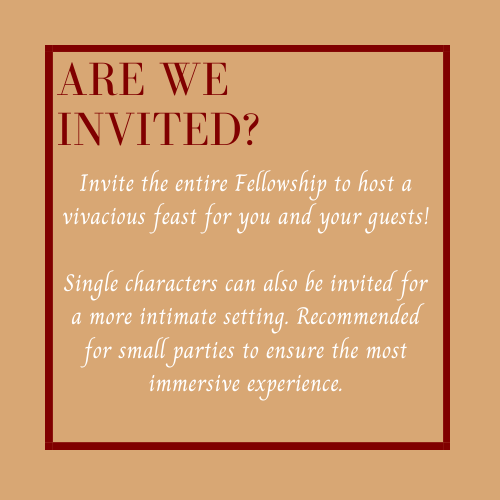 ARE WE
INVITED?
Invite the entire Fellowship to host a
vivacious feast for you and your guests!
Single characters can also be invited for
a more intimate setting. Recommended
for small parties to ensure the most
immersive experience.